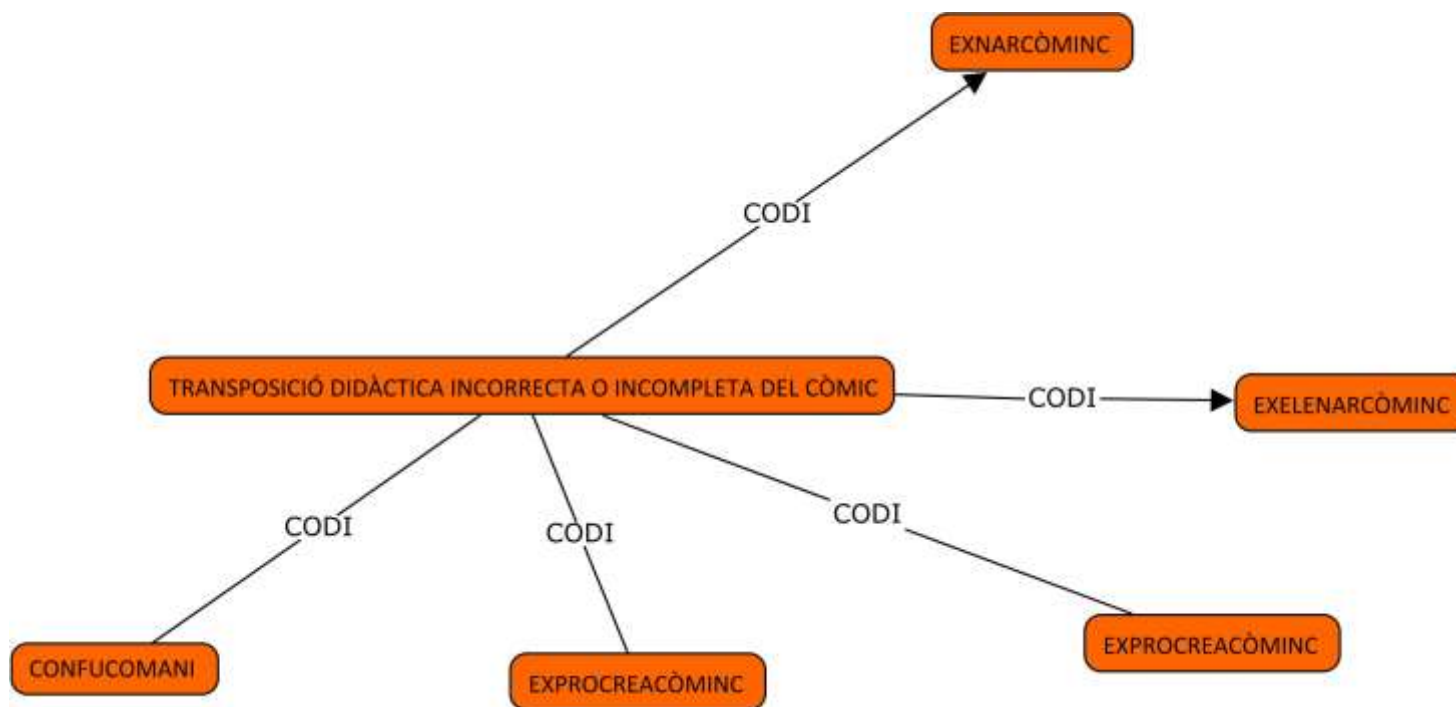 EXNARCÒMINC
CODI
TRANSPOSICIÓ DIDÀCTICA INCORRECTA O INCOMPLETA DEL CÒMIC
CODI
EXELENARCÒMINC
CODI
CODI
CODI
CONFUCOMANI
EXPROCREACÒMINC
EXPROCREACÒMINC